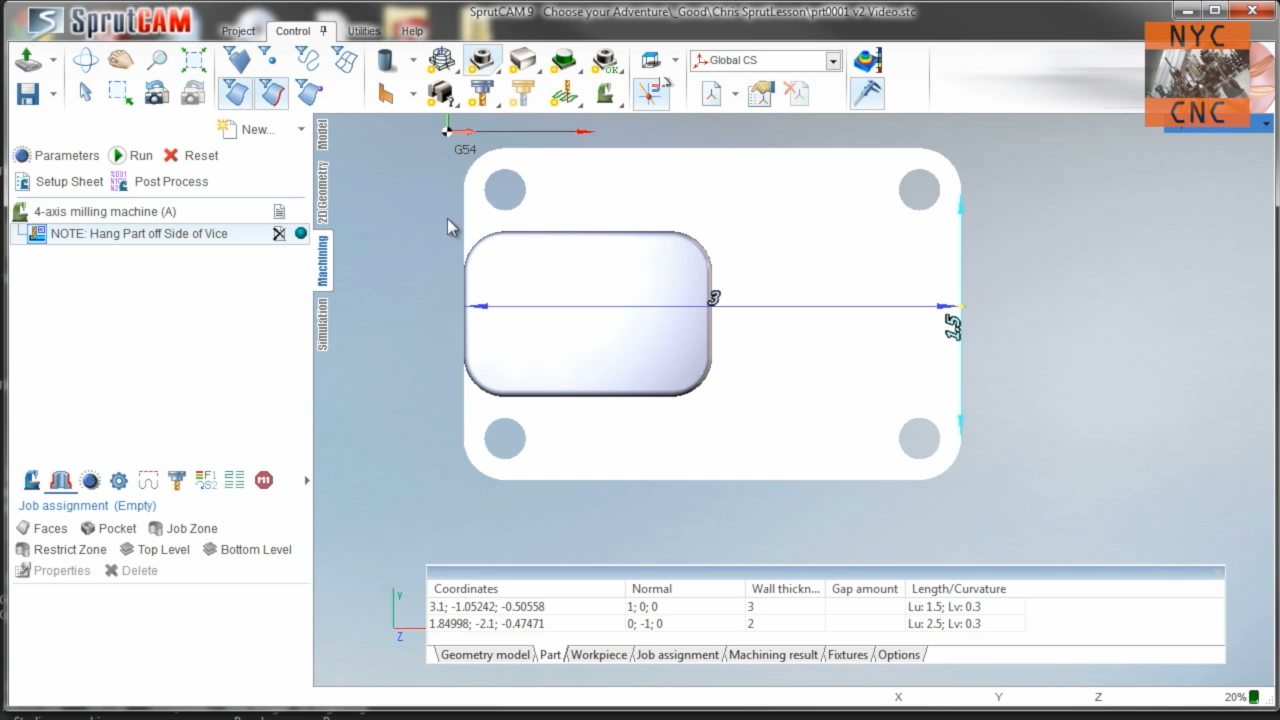 SprutCAM 9 - Choose your Adventure\_Good\Chris SprutLesson\prt0001 v2 Video.stc
SprutCAM
Project Control Utilities Help
NYC
CNC
Global CS
OK
New...
Parameters Run Reset
Setup Sheet Post Process
4-axis milling machine (A)
NOTE: Hang Part off Side of Vice
Model
2D Geometry
Machining
Simulation
G54
3
1.5
M1
Job assignment (Empty)
Faces Pocket Job Zone
Restrict Zone Top Level Bottom Level
Properties Delete
Y
Z
Coordinates Normal Wall thickn... Gap amount Length/Curvature
3.1; -1.05242; -0.50558 1; 0; 0 3 Lu: 1.5; Lv: 0.3
1.84998; -2.1; -0.47471 0; -1; 0 2 Lu: 2.5; Lv: 0.3
Geometry model Part Workpiece Job assignment Machining result Fixtures Options
X Y Z 20%